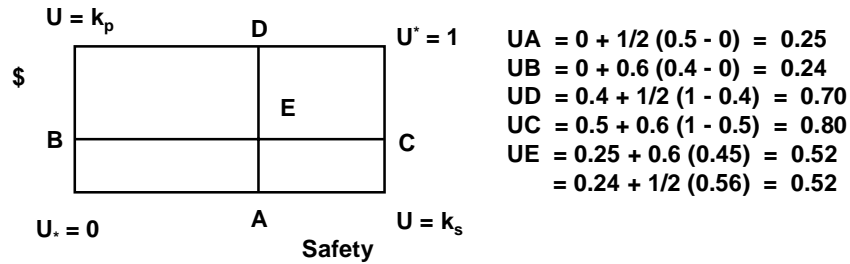 U = kₚ
D
U* = 1
$
E
B
C
U* = 0
A
U = kₛ
Safety
UA = 0 + 1/2 (0.5 - 0) = 0.25
UB = 0 + 0.6 (0.4 - 0) = 0.24
UD = 0.4 + 1/2 (1 - 0.4) = 0.70
UC = 0.5 + 0.6 (1 - 0.5) = 0.80
UE = 0.25 + 0.6 (0.45) = 0.52
= 0.24 + 1/2 (0.56) = 0.52